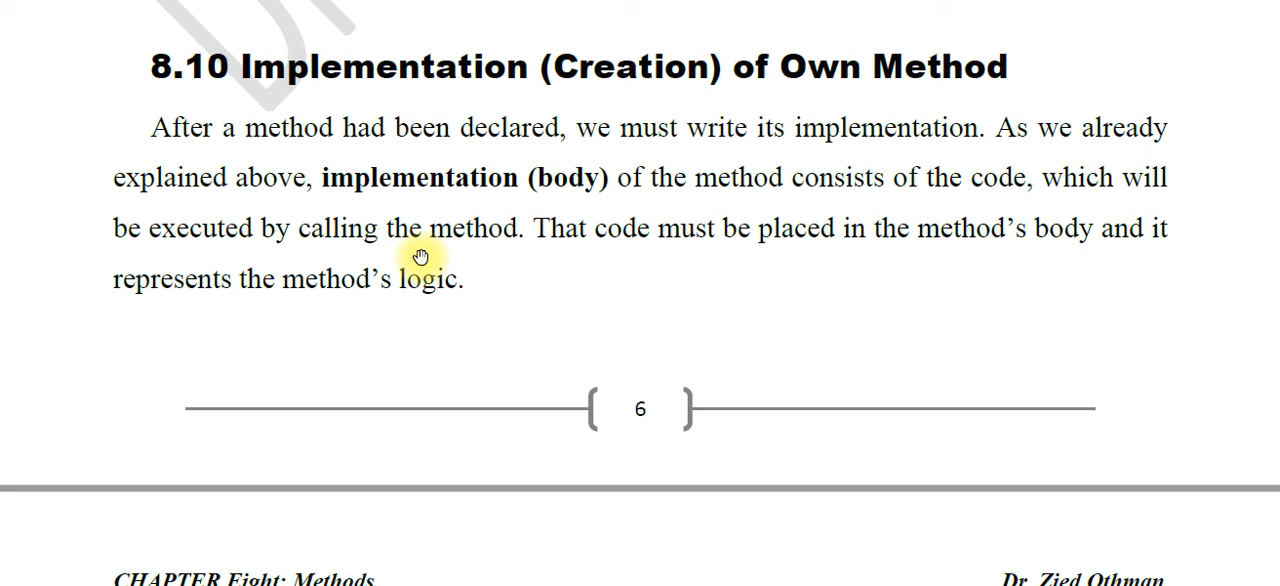 8.10 Implementation (Creation) of Own Method
After a method had been declared, we must write its implementation. As we already
explained above, implementation (body) of the method consists of the code, which will
be executed by calling the method. That code must be placed in the method’s body and it
represents the method’s logic.
6
CHAPTER Eight: Methods Dr. Zied Othman